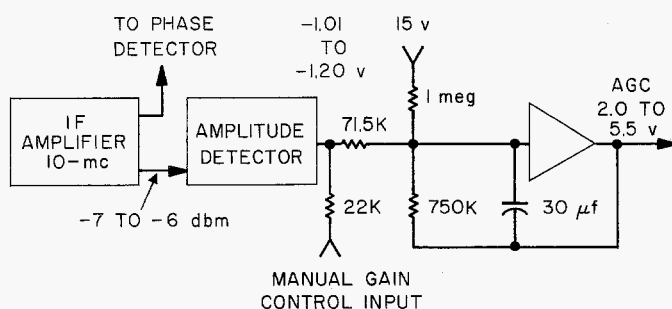 TO PHASE
DETECTOR
-1.01
TO
-1.20 v
15 v
1 meg
AGC
2.0 TO
5.5 v
IF
AMPLIFIER
10-mc
AMPLITUDE
DETECTOR
71.5K
-7 TO -6 dbm
22K
750K
30 μf
MANUAL GAIN
CONTROL INPUT